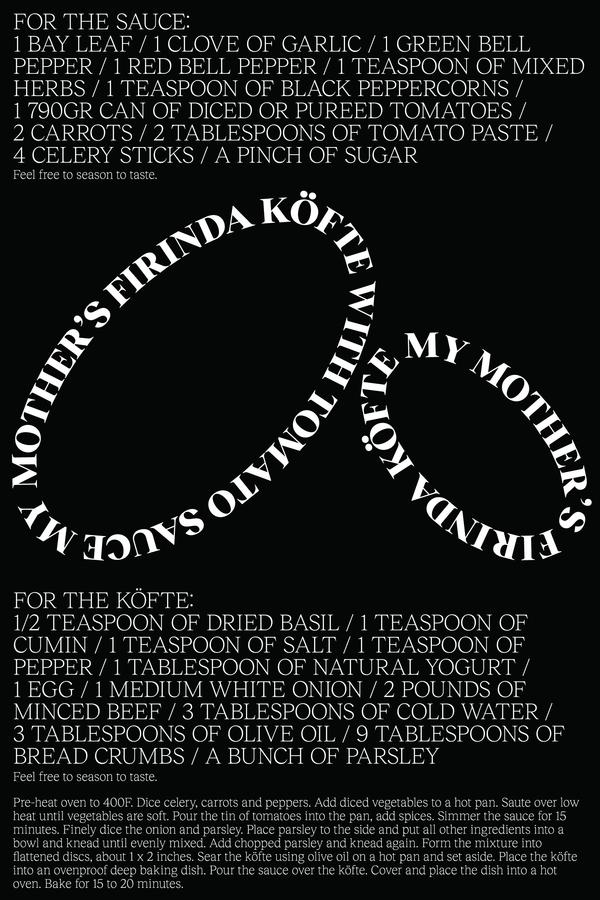 FOR THE SAUCE:
1 BAY LEAF / 1 CLOVE OF GARLIC / 1 GREEN BELL
PEPPER / 1 RED BELL PEPPER / 1 TEASPOON OF MIXED
HERBS / 1 TEASPOON OF BLACK PEPPERCORNS /
1 790GR CAN OF DICED OR PUREED TOMATOES /
2 CARROTS / 2 TABLESPOONS OF TOMATO PASTE /
4 CELERY STICKS / A PINCH OF SUGAR
Feel free to season to taste.
MY MOTHER'S FIRINDA KÖFTE WITH TOMATO SAUCE
MY MOTHER'S FIRINDA KÖFTE
FOR THE KÖFTE:
1/2 TEASPOON OF DRIED BASIL / 1 TEASPOON OF
CUMIN / 1 TEASPOON OF SALT / 1 TEASPOON OF
PEPPER / 1 TABLESPOON OF NATURAL YOGURT /
1 EGG / 1 MEDIUM WHITE ONION / 2 POUNDS OF
MINCED BEEF / 3 TABLESPOONS OF COLD WATER /
3 TABLESPOONS OF OLIVE OIL / 9 TABLESPOONS OF
BREAD CRUMBS / A BUNCH OF PARSLEY
Feel free to season to taste.
Pre-heat oven to 400F. Dice celery, carrots and peppers. Add diced vegetables to a hot pan. Saute over low
heat until vegetables are soft. Pour the tin of tomatoes into the pan, add spices. Simmer the sauce for 15
minutes. Finely dice the onion and parsley. Place parsley to the side and put all other ingredients into a
bowl and knead until evenly mixed. Add chopped parsley and knead again. Form the mixture into
flattened discs, about 1 x 2 inches. Sear the köfte using olive oil on a hot pan and set aside. Place the köfte
into an ovenproof deep baking dish. Pour the sauce over the köfte. Cover and place the dish into a hot
oven. Bake for 15 to 20 minutes.